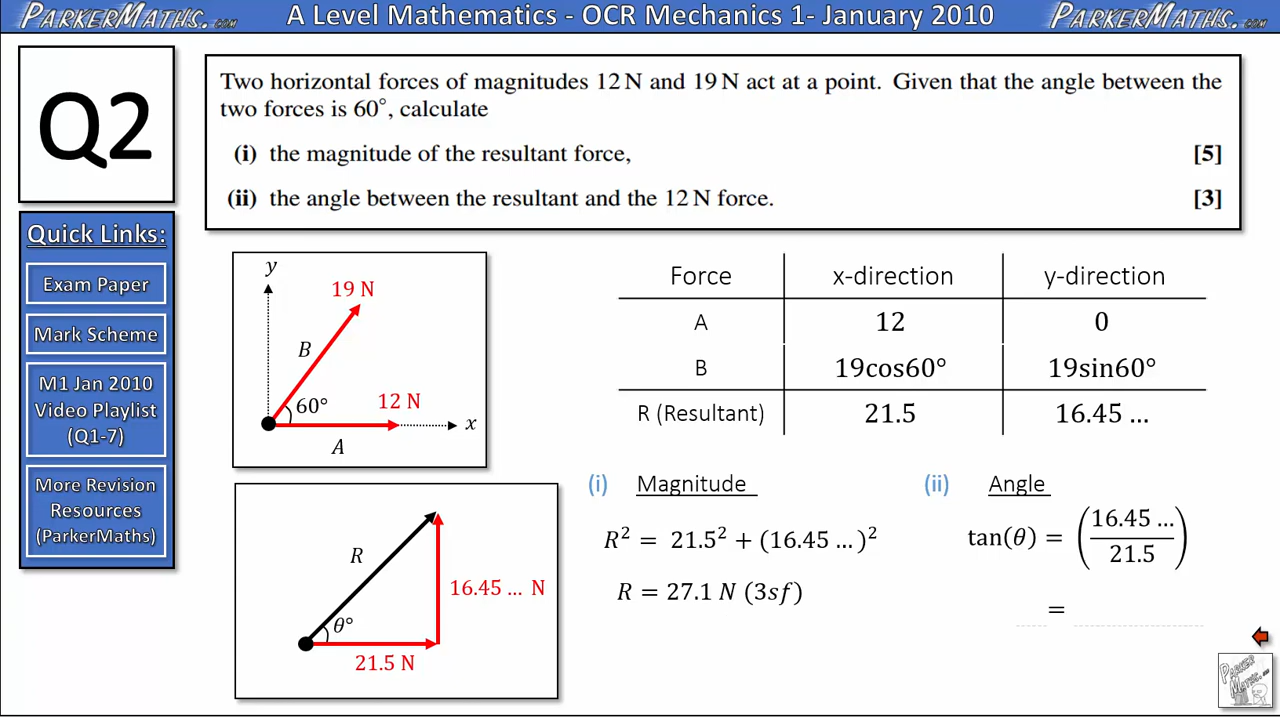 PARKERMATHS.COM
A Level Mathematics - OCR Mechanics 1- January 2010
PARKERMATHS.COM
Q2
Two horizontal forces of magnitudes 12 N and 19 N act at a point. Given that the angle between the
two forces is 60°, calculate
(i) the magnitude of the resultant force, [5]
(ii) the angle between the resultant and the 12 N force. [3]
Quick Links:
Exam Paper
Mark Scheme
M1 Jan 2010
Video Playlist
(Q1-7)
More Revision
Resources
(ParkerMaths)
y
19 N
B
60°
12 N
x
A
Force x-direction y-direction
A 12 0
B 19cos60° 19sin60°
R (Resultant) 21.5 16.45 ...
R
16.45 ... N
θ°
21.5 N
(i) Magnitude
R² = 21.5² + (16.45 ...)²
R = 27.1 N (3sf)
(ii) Angle
tan(θ) = (16.45 ... / 21.5)
=
PARKER
MATHS.COM